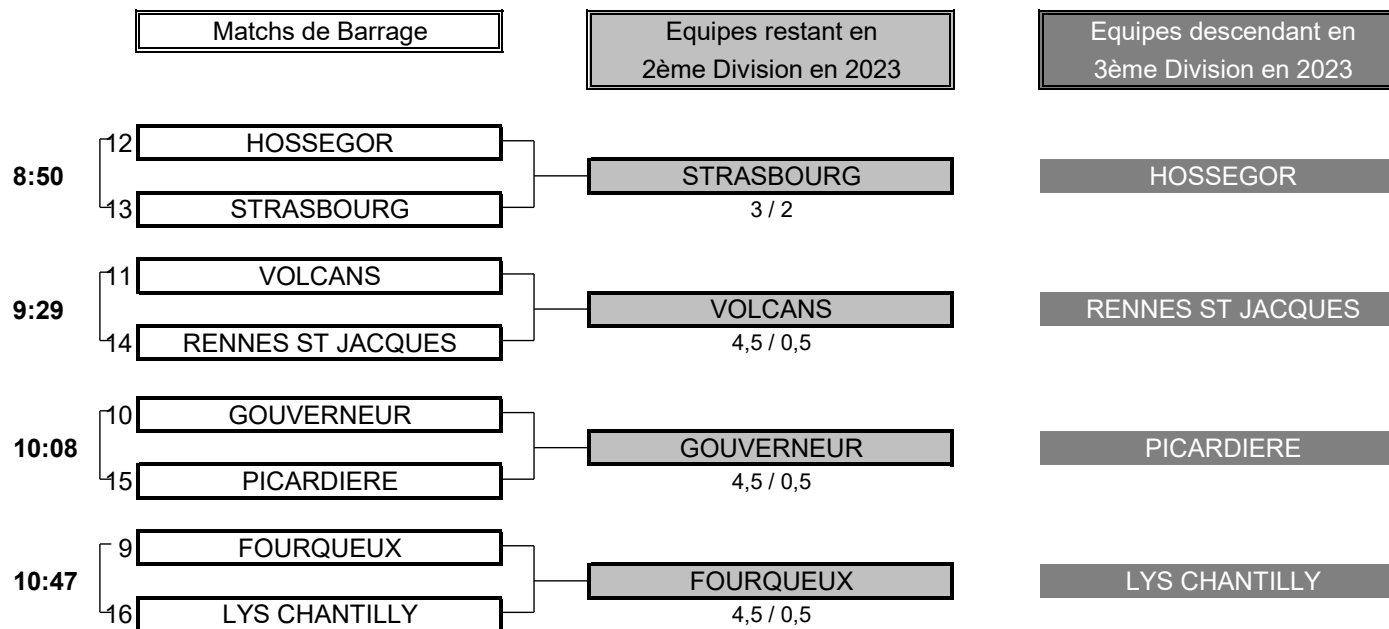 Matchs de Barrage
Equipes restant en
2ème Division en 2023
Equipes descendant en
3ème Division en 2023
12 HOSSEGOR
8:50 STRASBOURG HOSSEGOR
13 STRASBOURG 3 / 2
11 VOLCANS
9:29 VOLCANS RENNES ST JACQUES
14 RENNES ST JACQUES 4,5 / 0,5
10 GOUVERNEUR
10:08 GOUVERNEUR PICARDIERE
15 PICARDIERE 4,5 / 0,5
9 FOURQUEUX
10:47 FOURQUEUX LYS CHANTILLY
16 LYS CHANTILLY 4,5 / 0,5